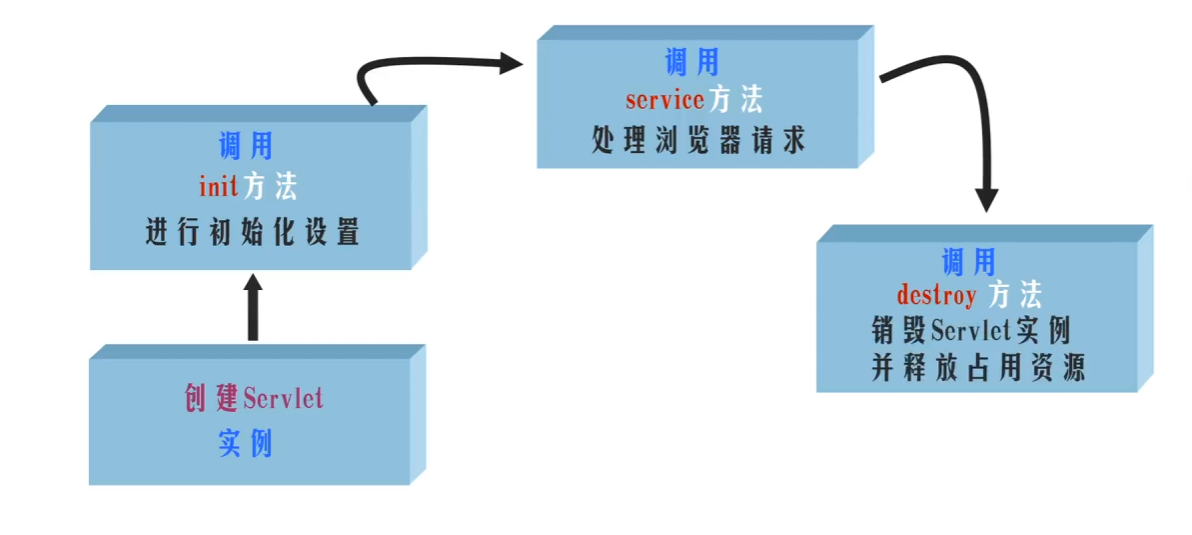 调用
init方法
进行初始化设置
创建Servlet
实例
调用
service方法
处理浏览器请求
调用
destroy 方法
销毁Servlet实例
并释放占用资源